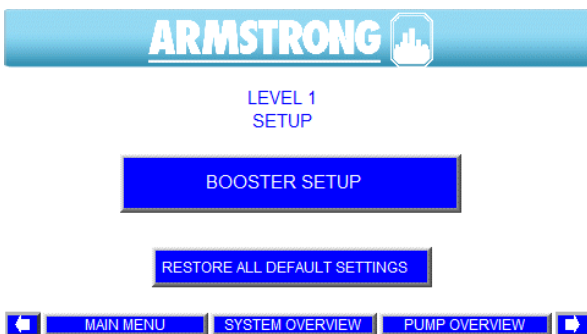 ARMSTRONG
LEVEL 1
SETUP
BOOSTER SETUP
RESTORE ALL DEFAULT SETTINGS
MAIN MENU SYSTEM OVERVIEW PUMP OVERVIEW